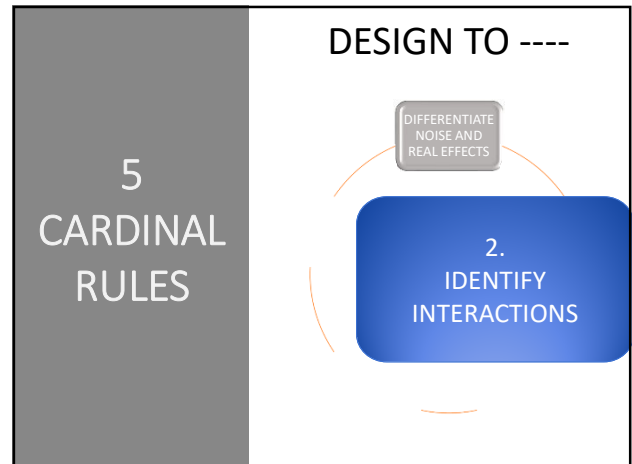 5
CARDINAL
RULES
DESIGN TO ----
DIFFERENTIATE
NOISE AND
REAL EFFECTS
2.
IDENTIFY
INTERACTIONS